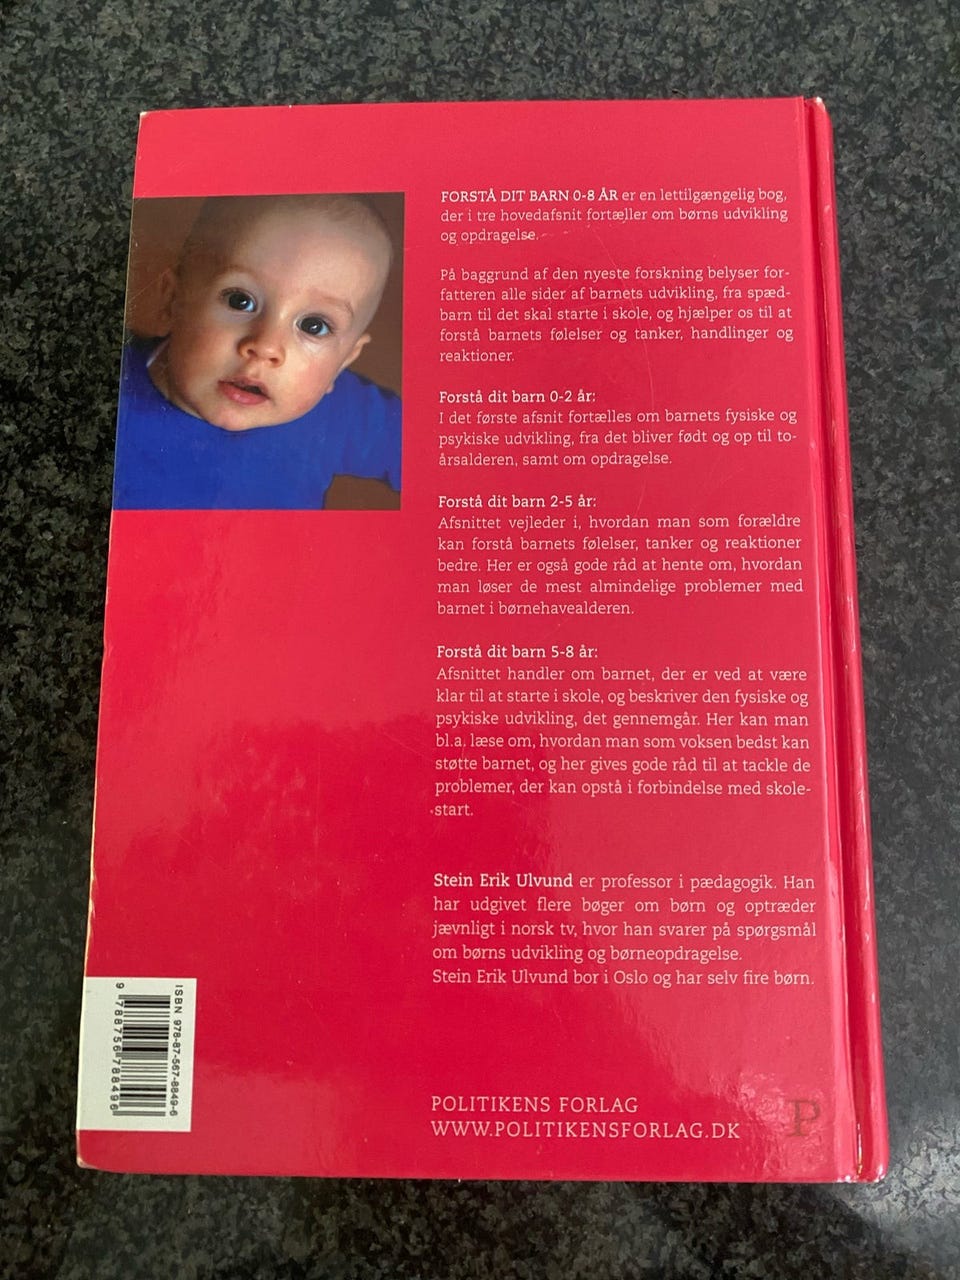 FORSTÅ DIT BARN 0-8 ÅR er en lettilgængelig bog,
der i tre hovedafsnit fortæller om børns udvikling
og opdragelse.
På baggrund af den nyeste forskning belyser for-
fatteren alle sider af barnets udvikling, fra spæd-
barn til det skal starte i skole, og hjælper os til at
forstå barnets følelser og tanker, handlinger og
reaktioner.
Forstå dit barn 0-2 år:
I det første afsnit fortælles om barnets fysiske og
psykiske udvikling, fra det bliver født og op til to-
årsalderen, samt om opdragelse.
Forstå dit barn 2-5 år:
Afsnittet vejleder i, hvordan man som forældre
kan forstå barnets følelser, tanker og reaktioner
bedre. Her er også gode råd at hente om, hvordan
man løser de mest almindelige problemer med
barnet i børnehavealderen.
Forstå dit barn 5-8 år:
Afsnittet handler om barnet, der er ved at være
klar til at starte i skole, og beskriver den fysiske og
psykiske udvikling, det gennemgår. Her kan man
bl.a. læse om, hvordan man som voksen bedst kan
støtte barnet, og her gives gode råd til at tackle de
problemer, der kan opstå i forbindelse med skole-
start.
Stein Erik Ulvund er professor i pædagogik. Han
har udgivet flere bøger om børn og optræder
jævnligt i norsk tv, hvor han svarer på spørgsmål
om børns udvikling og børneopdragelse.
Stein Erik Ulvund bor i Oslo og har selv fire børn.
ISBN 978-87-567-8849-6
9 788756 788496
POLITIKENS FORLAG
WWW.POLITIKENSFORLAG.DK
P